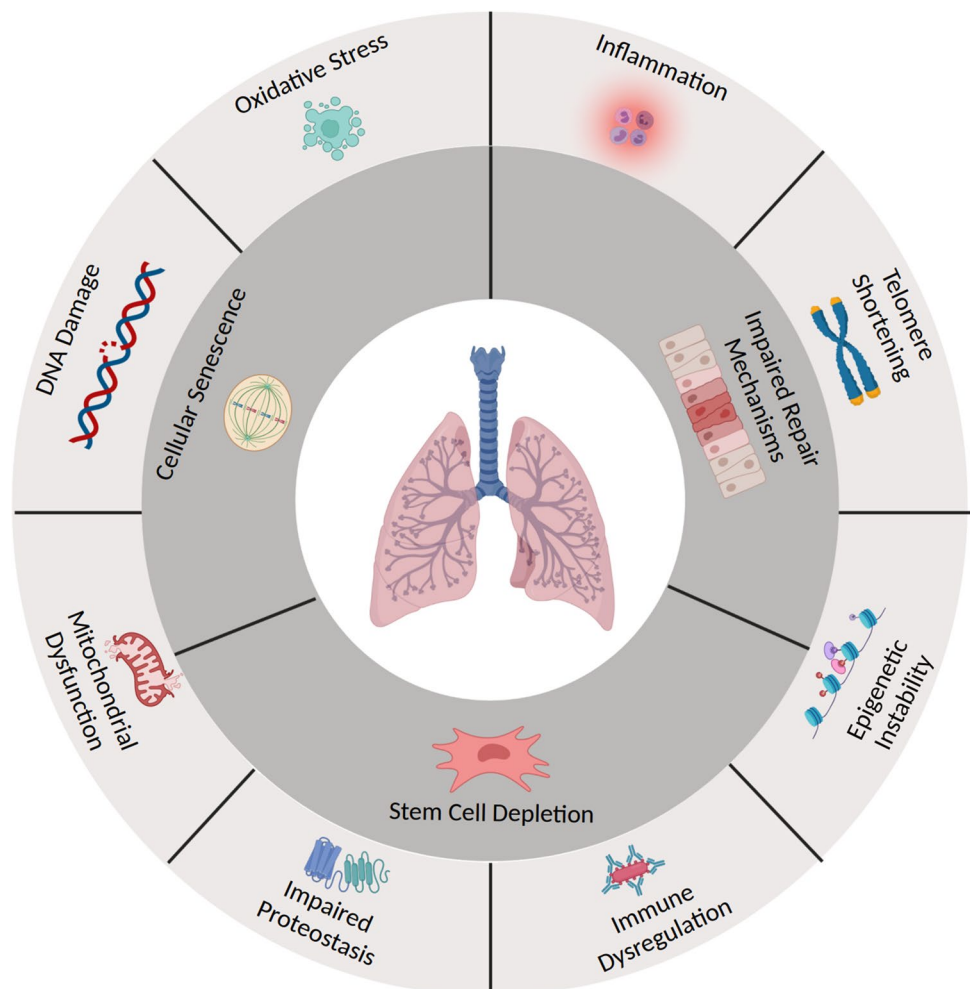 Oxidative Stress
Inflammation
Telomere
Shortening
Epigenetic
Instability
Immune
Dysregulation
Impaired
Proteostasis
Mitochondrial
Dysfunction
DNA Damage
Cellular Senescence
Impaired Repair
Mechanisms
Stem Cell Depletion